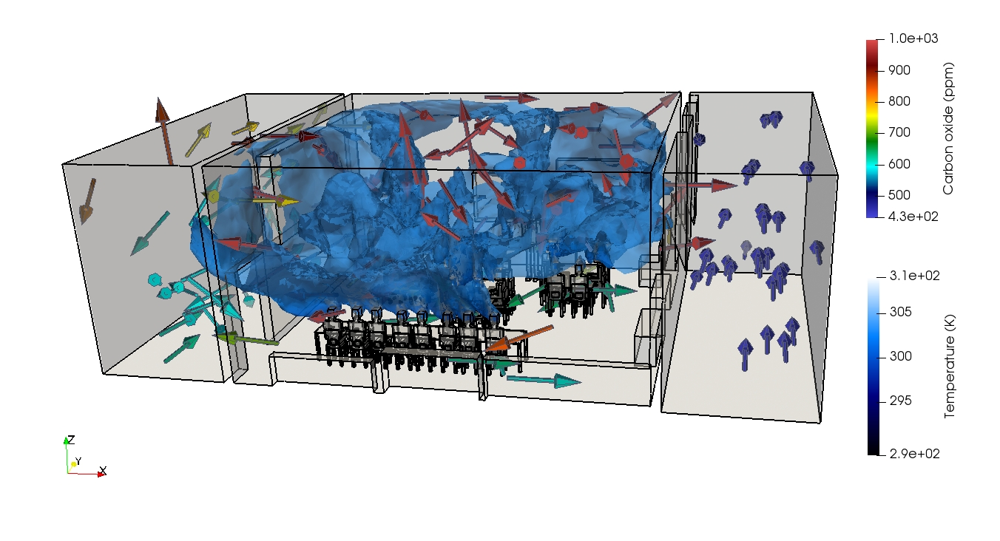 1.0e+03
900
800
700
600
500
4.3e+02
Carbon oxide (ppm)
3.1e+02
305
300
295
2.9e+02
Temperature (K)
Z
Y
X